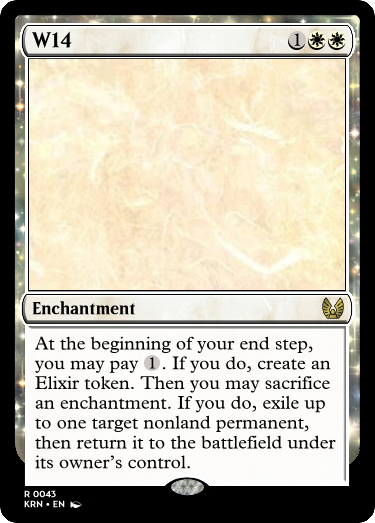 W14 1
Enchantment
At the beginning of your end step,
you may pay 1. If you do, create an
Elixir token. Then you may sacrifice
an enchantment. If you do, exile up
to one target nonland permanent,
then return it to the battlefield under
its owner's control.
R 0043
KRN • EN